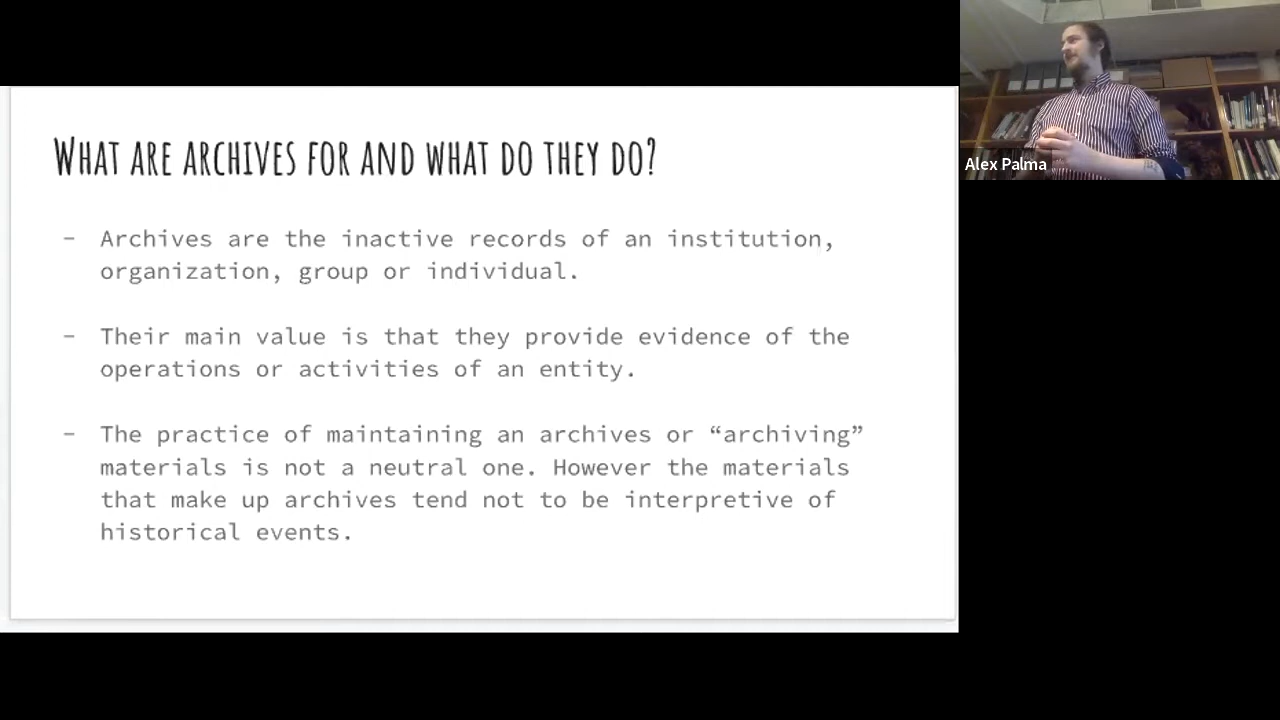 WHAT ARE ARCHIVES FOR AND WHAT DO THEY DO?
- Archives are the inactive records of an institution,
organization, group or individual.
- Their main value is that they provide evidence of the
operations or activities of an entity.
- The practice of maintaining an archives or “archiving”
materials is not a neutral one. However the materials
that make up archives tend not to be interpretive of
historical events.
Alex Palma